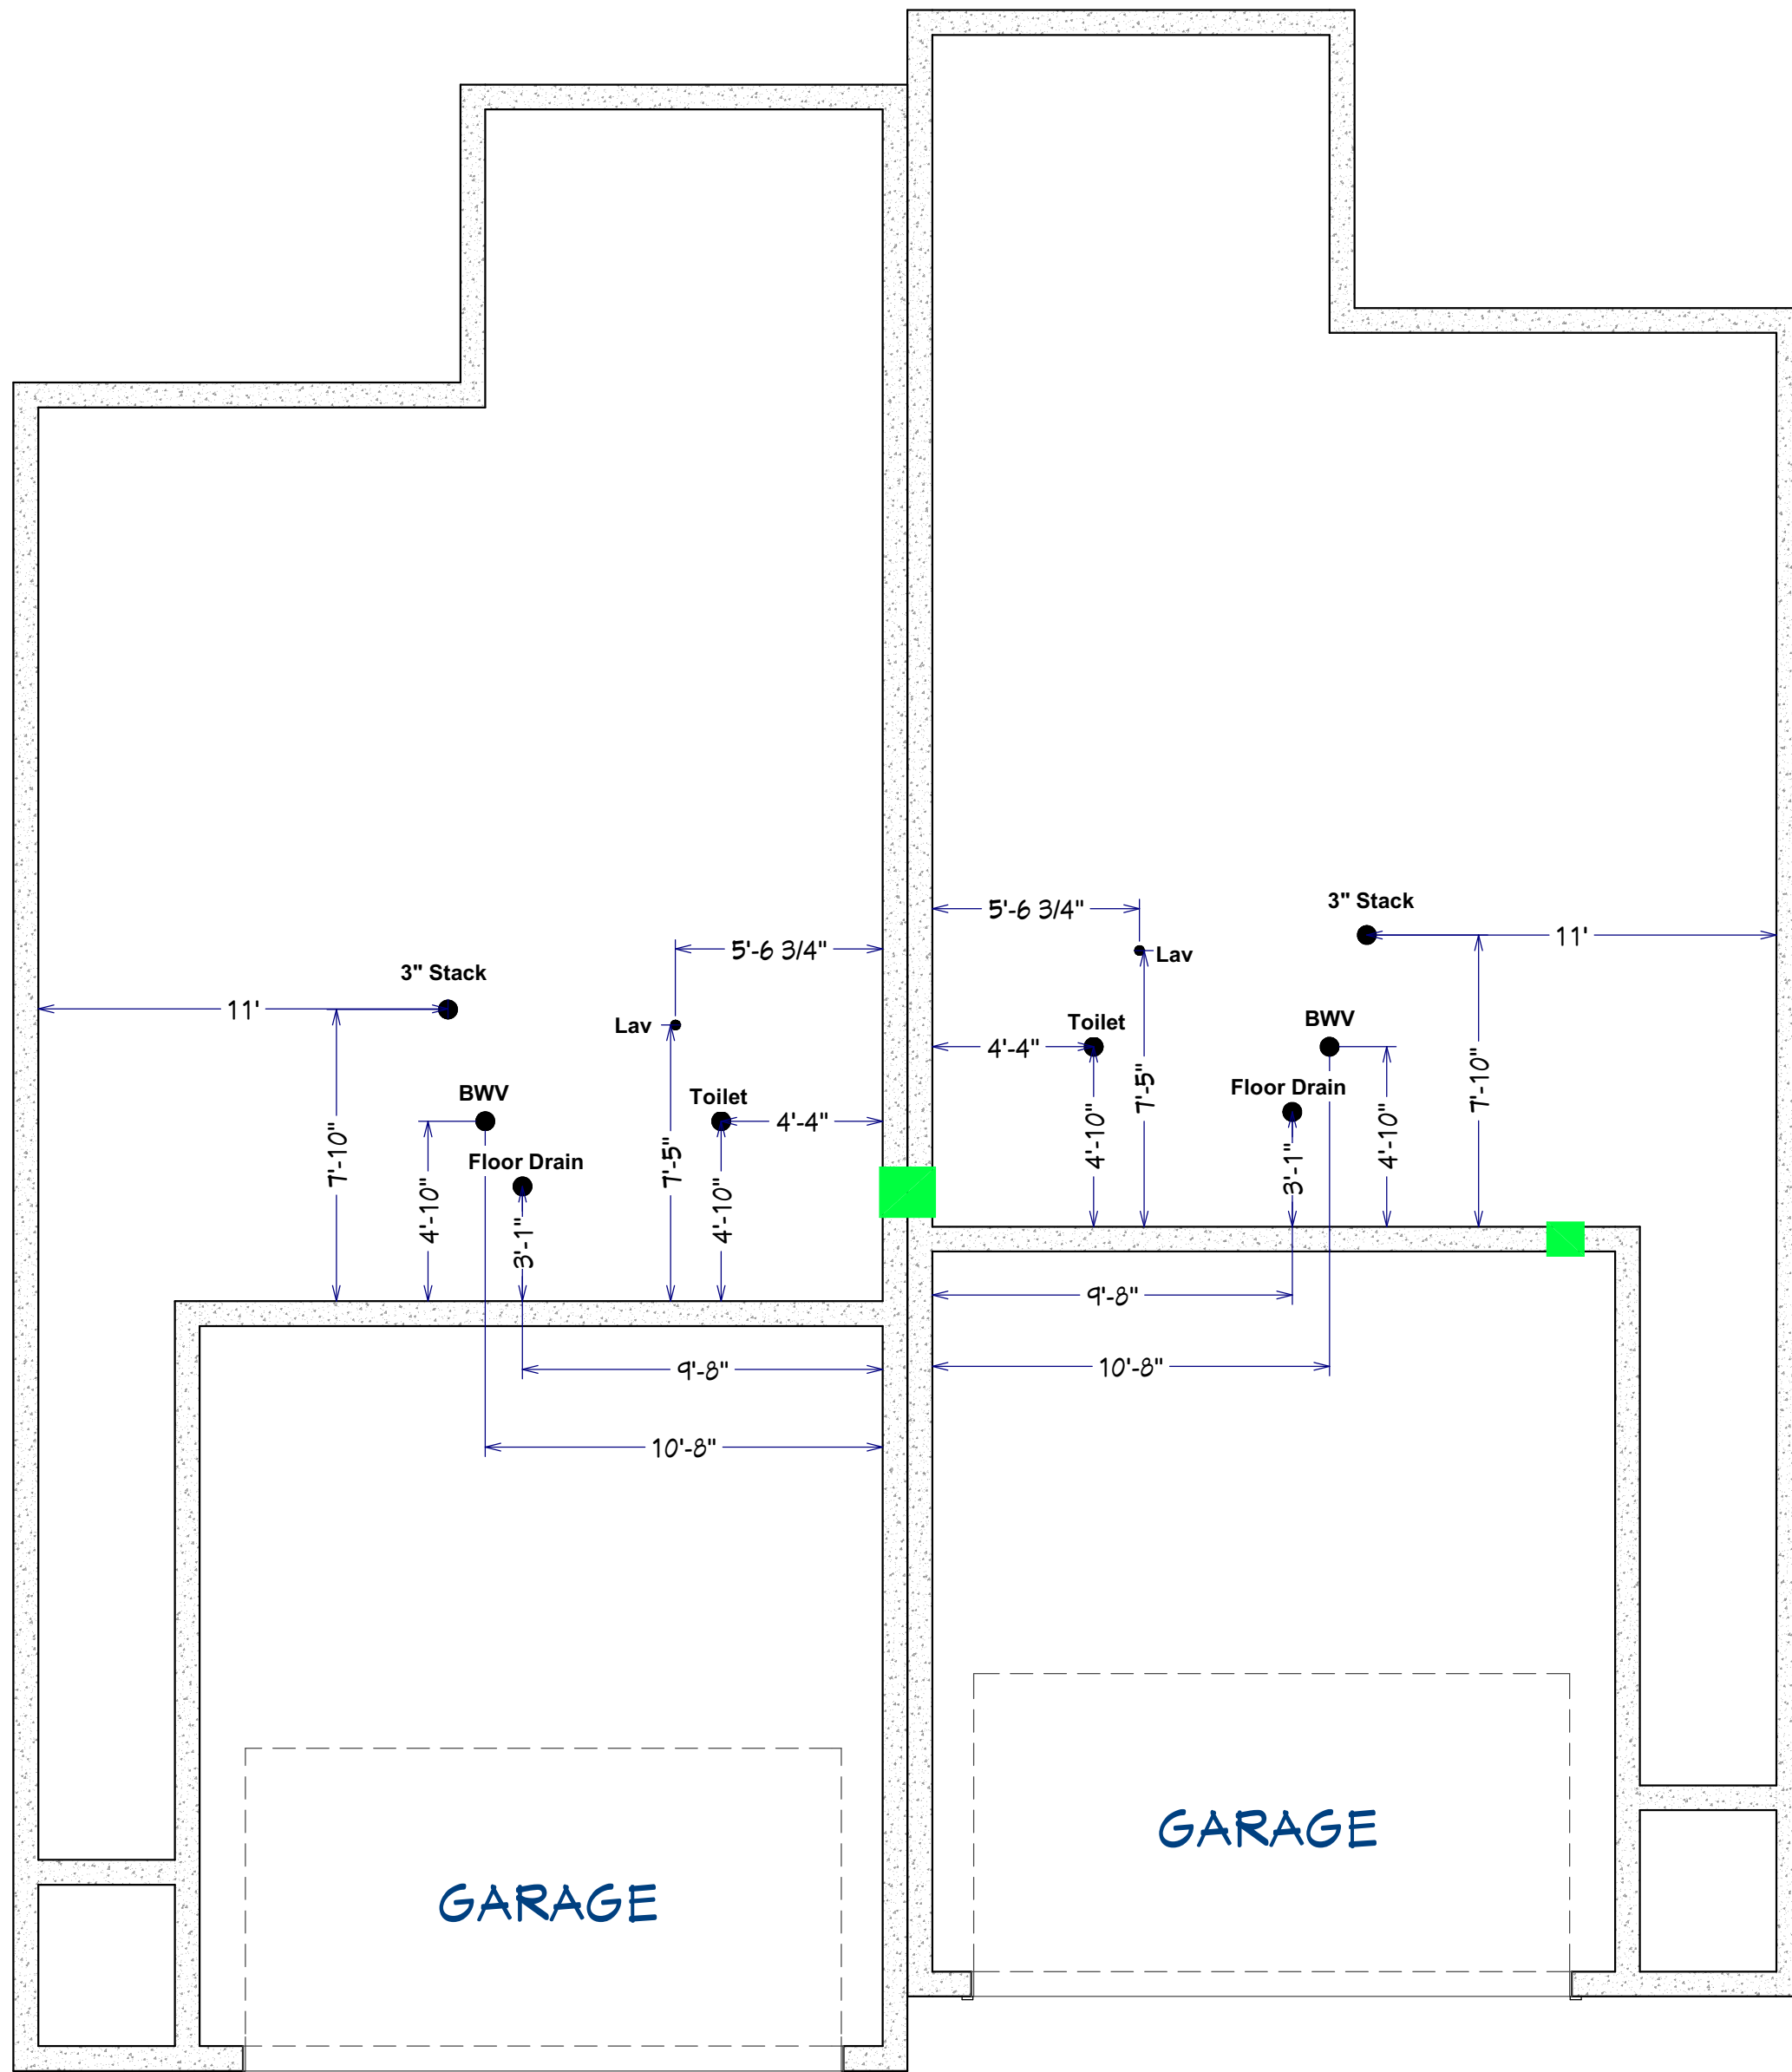 3" Stack
5'-6 3/4"
11'
Lav
5'-6 3/4"
3" Stack
11'
Lav
Toilet
BWV
4'-4"
7'-5"
7'-10"
Floor Drain
4'-10"
3'-1"
4'-10"
BWV
Toilet
4'-4"
7'-10"
Floor Drain
7'-5"
4'-10"
3'-1"
4'-10"
9'-8"
9'-8"
10'-8"
10'-8"
GARAGE
GARAGE